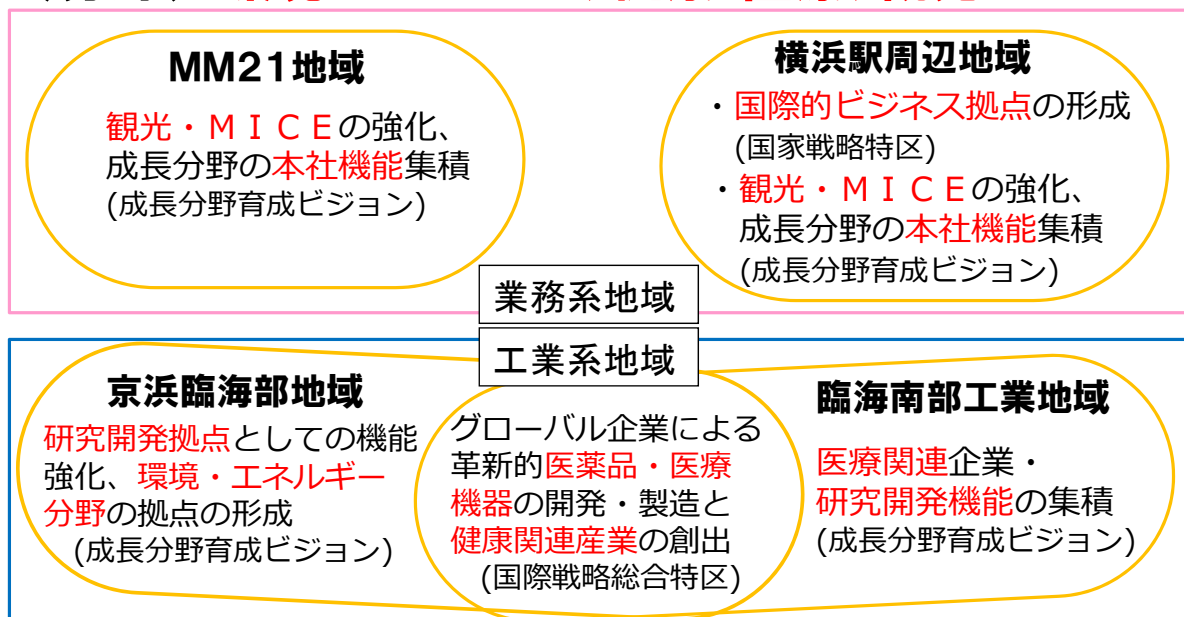 MM21地域
観光・ＭＩＣＥの強化、
成長分野の本社機能集積
(成長分野育成ビジョン)
横浜駅周辺地域
・国際的ビジネス拠点の形成
(国家戦略特区)
・観光・ＭＩＣＥの強化、
成長分野の本社機能集積
(成長分野育成ビジョン)
業務系地域
工業系地域
京浜臨海部地域
研究開発拠点としての機能
強化、環境・エネルギー
分野の拠点の形成
(成長分野育成ビジョン)
グローバル企業による
革新的医薬品・医療
機器の開発・製造と
健康関連産業の創出
(国際戦略総合特区)
臨海南部工業地域
医療関連企業・
研究開発機能の集積
(成長分野育成ビジョン)